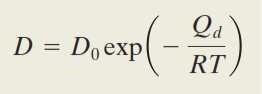 D = D₀ exp(− Q_d / RT)